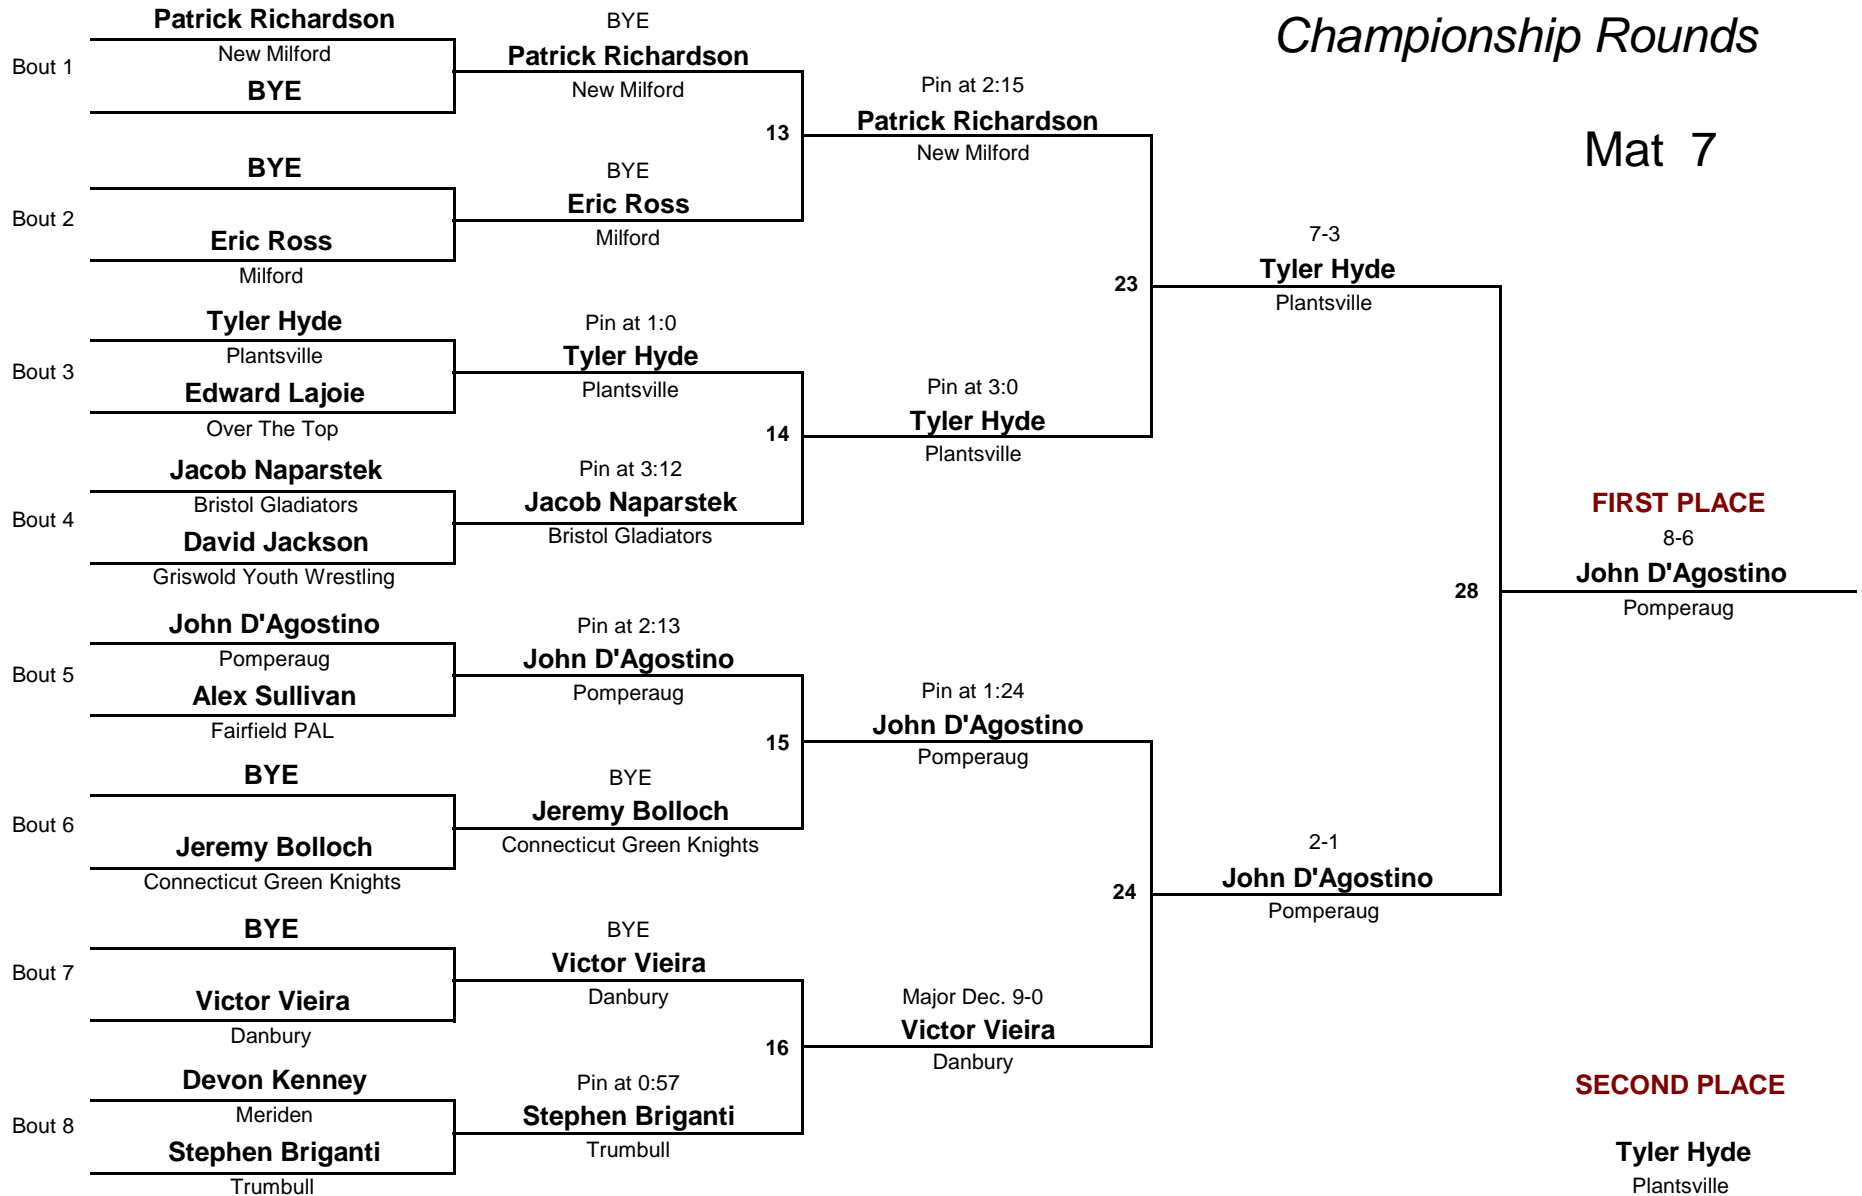 Championship Rounds
Mat 7
Bout 1
Patrick Richardson
New Milford
BYE
Bout 2
BYE
Eric Ross
Milford
Bout 3
Tyler Hyde
Plantsville
Edward Lajoie
Over The Top
Bout 4
Jacob Naparstek
Bristol Gladiators
David Jackson
Griswold Youth Wrestling
Bout 5
John D'Agostino
Pomperaug
Alex Sullivan
Fairfield PAL
Bout 6
BYE
Jeremy Bolloch
Connecticut Green Knights
Bout 7
BYE
Victor Vieira
Danbury
Bout 8
Devon Kenney
Meriden
Stephen Briganti
Trumbull
BYE
Patrick Richardson
New Milford
13
BYE
Eric Ross
Milford
Pin at 1:0
Tyler Hyde
Plantsville
14
Pin at 3:12
Jacob Naparstek
Bristol Gladiators
Pin at 2:13
John D'Agostino
Pomperaug
15
BYE
Jeremy Bolloch
Connecticut Green Knights
BYE
Victor Vieira
Danbury
16
Pin at 0:57
Stephen Briganti
Trumbull
Pin at 2:15
Patrick Richardson
New Milford
23
Pin at 3:0
Tyler Hyde
Plantsville
Pin at 1:24
John D'Agostino
Pomperaug
24
Major Dec. 9-0
Victor Vieira
Danbury
7-3
Tyler Hyde
Plantsville
28
2-1
John D'Agostino
Pomperaug
FIRST PLACE
8-6
John D'Agostino
Pomperaug
SECOND PLACE
Tyler Hyde
Plantsville